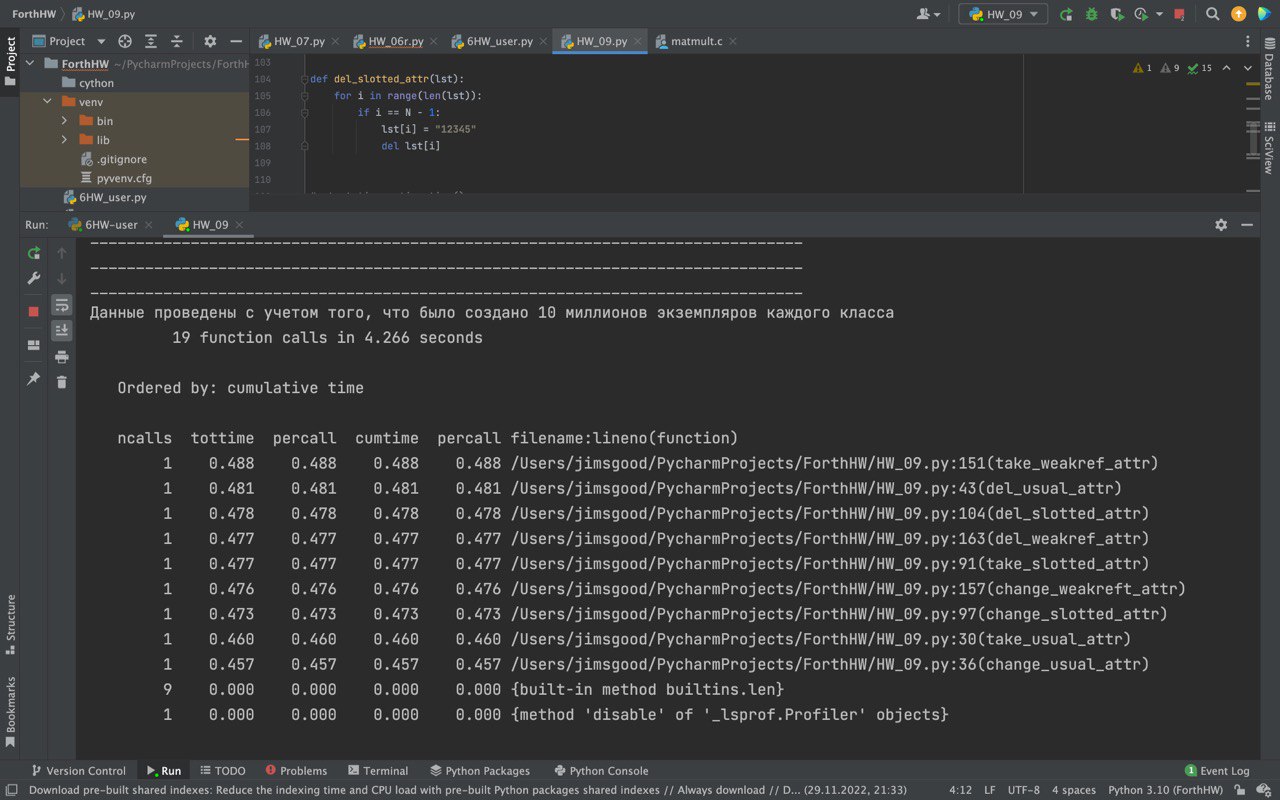 ForthHW
HW_09.py
HW_09
Project
HW_07.py
HW_06r.py
6HW_user.py
HW_09.py
matmult.c
Project
ForthHW ~/PycharmProjects/ForthH
cython
venv
bin
lib
.gitignore
pyvenv.cfg
6HW_user.py
103
104 def del_slotted_attr(lst):
105 for i in range(len(lst)):
106 if i == N - 1:
107 lst[i] = "12345"
108 del lst[i]
109
110
1 9 15
Database
SciView
Run: 6HW-user HW_09
--------------------------------------------------------------------------------
--------------------------------------------------------------------------------
--------------------------------------------------------------------------------
Данные проведены с учетом того, что было создано 10 миллионов экземпляров каждого класса
19 function calls in 4.266 seconds
Ordered by: cumulative time
ncalls tottime percall cumtime percall filename:lineno(function)
1 0.488 0.488 0.488 0.488 /Users/jimsgood/PycharmProjects/ForthHW/HW_09.py:151(take_weakref_attr)
1 0.481 0.481 0.481 0.481 /Users/jimsgood/PycharmProjects/ForthHW/HW_09.py:43(del_usual_attr)
1 0.478 0.478 0.478 0.478 /Users/jimsgood/PycharmProjects/ForthHW/HW_09.py:104(del_slotted_attr)
1 0.477 0.477 0.477 0.477 /Users/jimsgood/PycharmProjects/ForthHW/HW_09.py:163(del_weakref_attr)
1 0.477 0.477 0.477 0.477 /Users/jimsgood/PycharmProjects/ForthHW/HW_09.py:91(take_slotted_attr)
1 0.476 0.476 0.476 0.476 /Users/jimsgood/PycharmProjects/ForthHW/HW_09.py:157(change_weakreft_attr)
1 0.473 0.473 0.473 0.473 /Users/jimsgood/PycharmProjects/ForthHW/HW_09.py:97(change_slotted_attr)
1 0.460 0.460 0.460 0.460 /Users/jimsgood/PycharmProjects/ForthHW/HW_09.py:30(take_usual_attr)
1 0.457 0.457 0.457 0.457 /Users/jimsgood/PycharmProjects/ForthHW/HW_09.py:36(change_usual_attr)
9 0.000 0.000 0.000 0.000 {built-in method builtins.len}
1 0.000 0.000 0.000 0.000 {method 'disable' of '_lsprof.Profiler' objects}
Structure
Bookmarks
Version Control Run TODO Problems Terminal Python Packages Python Console 1 Event Log
Download pre-built shared indexes: Reduce the indexing time and CPU load with pre-built Python packages shared indexes // Always download // D... (29.11.2022, 21:33) 4:12 LF UTF-8 4 spaces Python 3.10 (ForthHW)